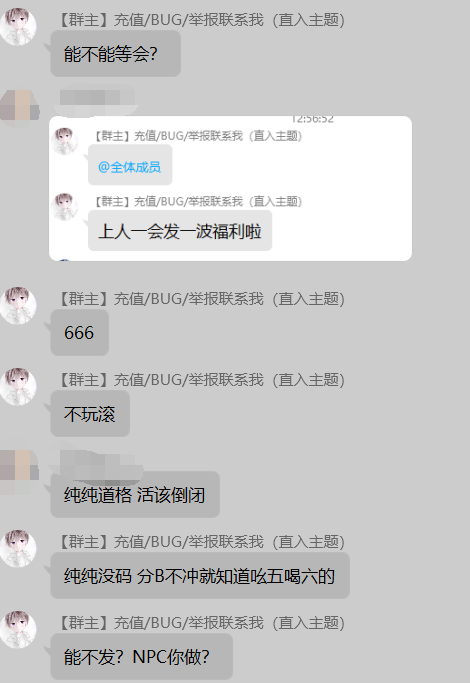 【群主】充值/BUG/举报联系我（直入主题）
能不能等会?
12:56:52
【群主】充值/BUG/举报联系我（直入主题）
@全体成员
【群主】充值/BUG/举报联系我（直入主题）
上人一会发一波福利啦
【群主】充值/BUG/举报联系我（直入主题）
666
【群主】充值/BUG/举报联系我（直入主题）
不玩滚
纯纯道格 活该倒闭
【群主】充值/BUG/举报联系我（直入主题）
纯纯没码 分B不冲就知道吆五喝六的
【群主】充值/BUG/举报联系我（直入主题）
能不发? NPC你做?